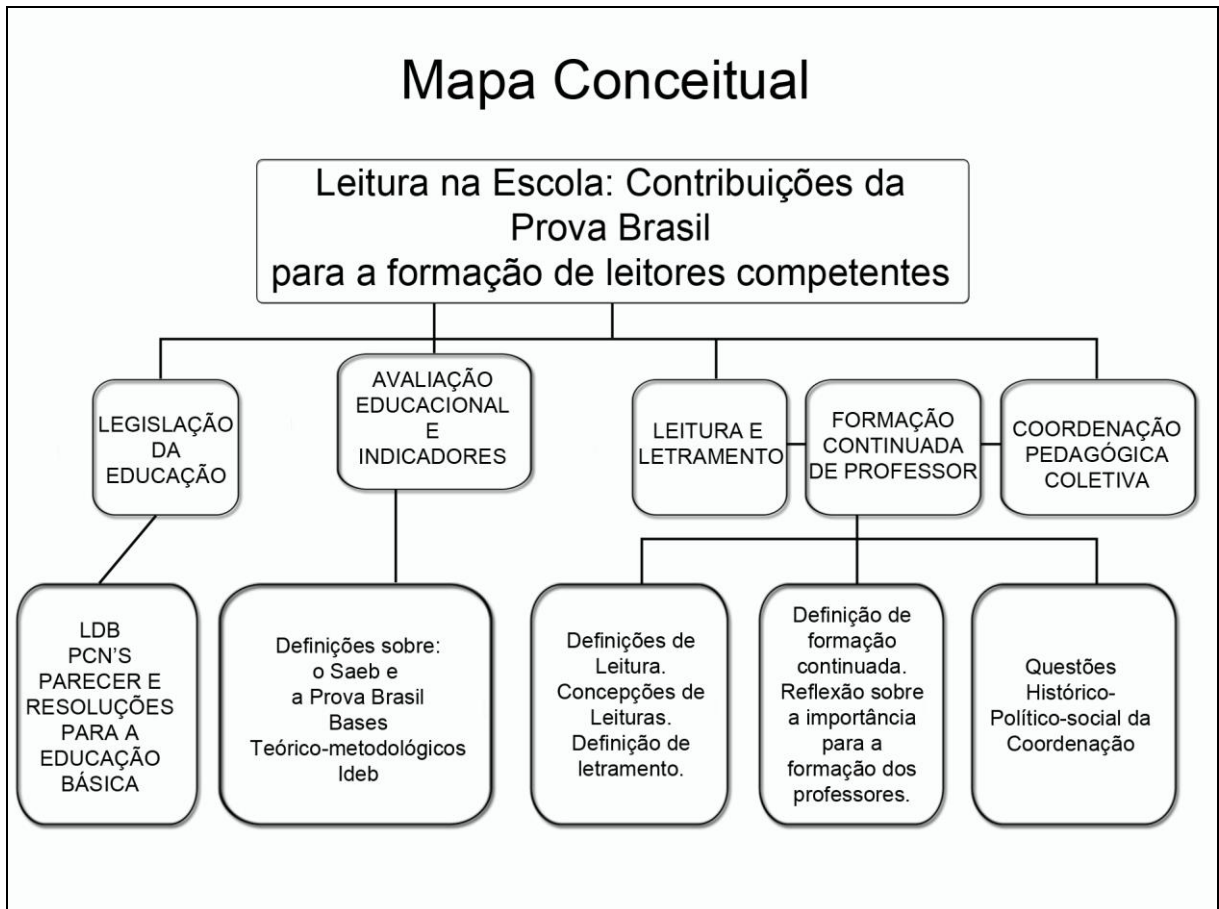 Mapa Conceitual
Leitura na Escola: Contribuições da
Prova Brasil
para a formação de leitores competentes
LEGISLAÇÃO
DA
EDUCAÇÃO
AVALIAÇÃO
EDUCACIONAL
E
INDICADORES
LEITURA E
LETRAMENTO
FORMAÇÃO
CONTINUADA
DE PROFESSOR
COORDENAÇÃO
PEDAGÓGICA
COLETIVA
LDB
PCN'S
PARECER E
RESOLUÇÕES
PARA A
EDUCAÇÃO
BÁSICA
Definições sobre:
o Saeb e
a Prova Brasil
Bases
Teórico-metodológicos
Ideb
Definições de
Leitura.
Concepções de
Leituras.
Definição de
letramento.
Definição de
formação
continuada.
Reflexão sobre
a importância
para a
formação dos
professores.
Questões
Histórico-
Político-social da
Coordenação